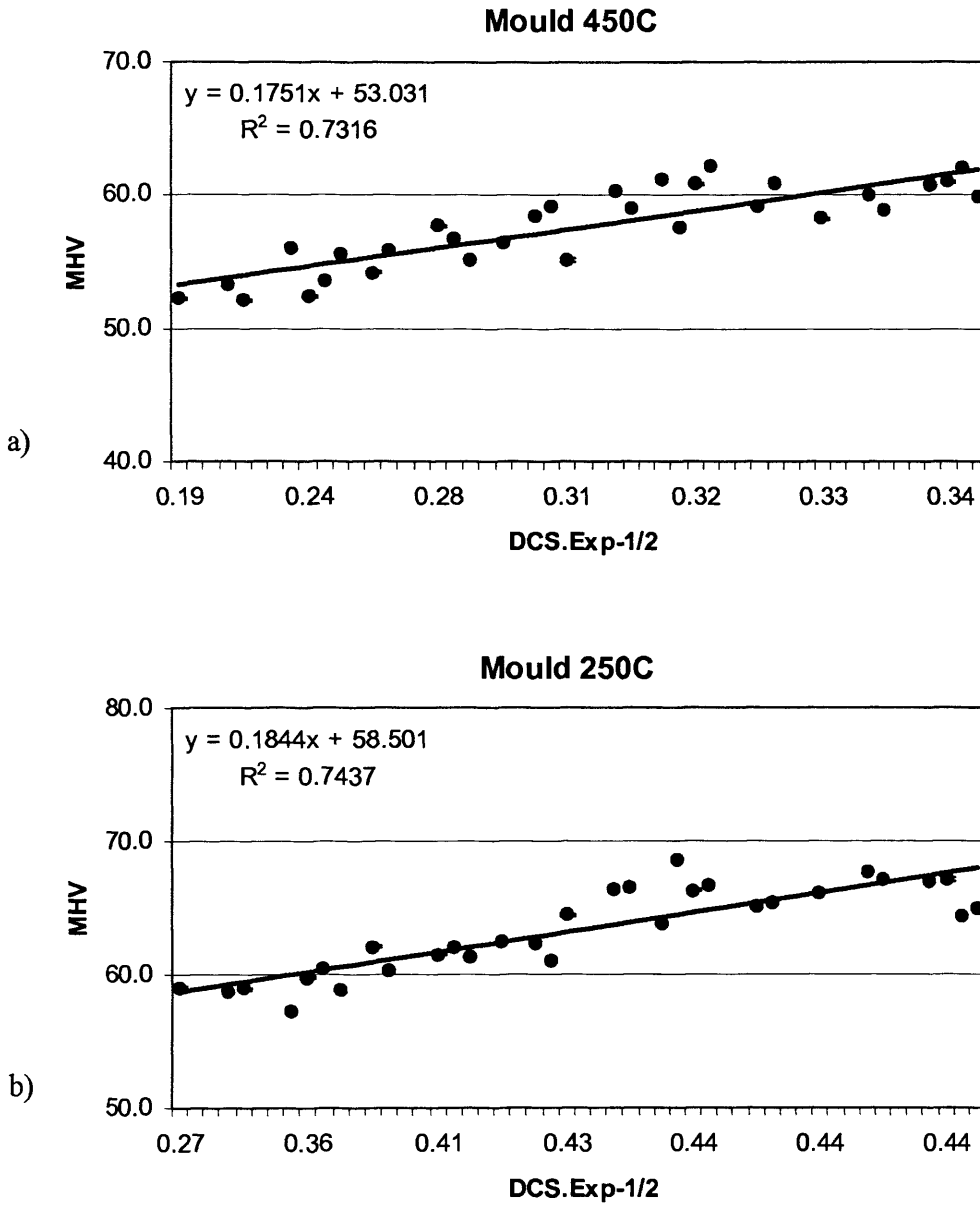 Mould 450C
70.0
y = 0.1751x + 53.031
R² = 0.7316
60.0
MHV
50.0
a)
40.0
0.19 0.24 0.28 0.31 0.32 0.33 0.34
DCS.Exp-1/2
Mould 250C
80.0
y = 0.1844x + 58.501
R² = 0.7437
70.0
MHV
60.0
b)
50.0
0.27 0.36 0.41 0.43 0.44 0.44 0.44
DCS.Exp-1/2